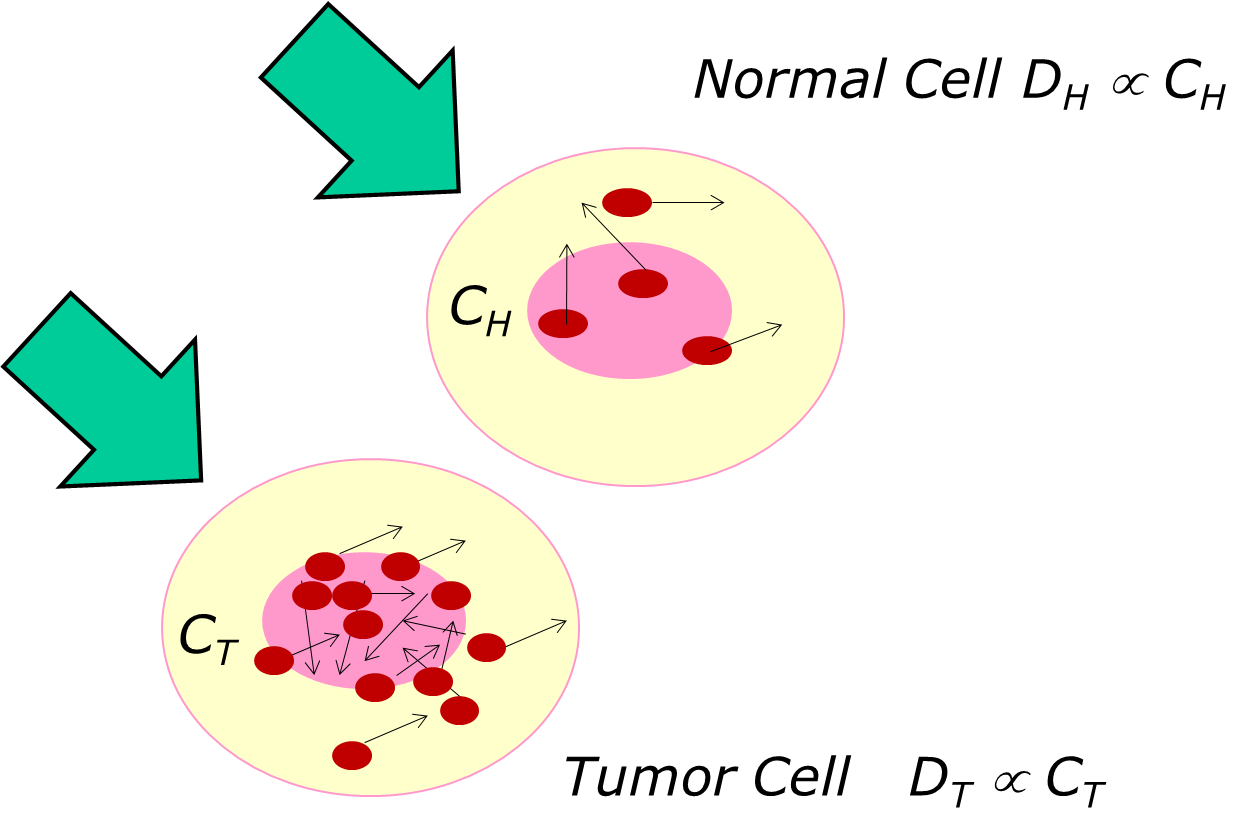 Normal Cell D_H ∝ C_H
C_H
C_T
Tumor Cell D_T ∝ C_T